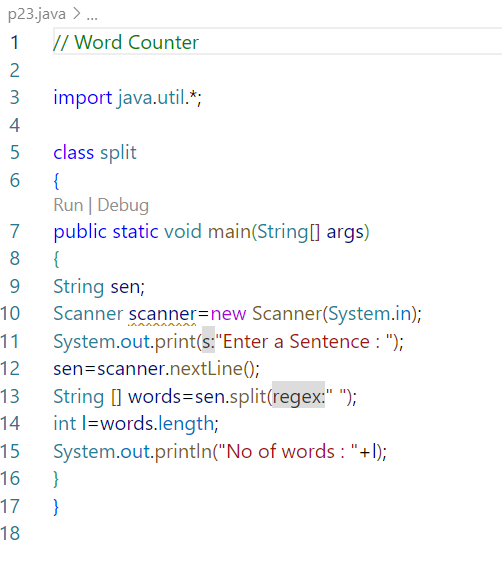 p23.java > ...
1 // Word Counter
2
3 import java.util.*;
4
5 class split
6 {
Run | Debug
7 public static void main(String[] args)
8 {
9 String sen;
10 Scanner scanner=new Scanner(System.in);
11 System.out.print(s:"Enter a Sentence : ");
12 sen=scanner.nextLine();
13 String [] words=sen.split(regex:" ");
14 int l=words.length;
15 System.out.println("No of words : "+l);
16 }
17 }
18